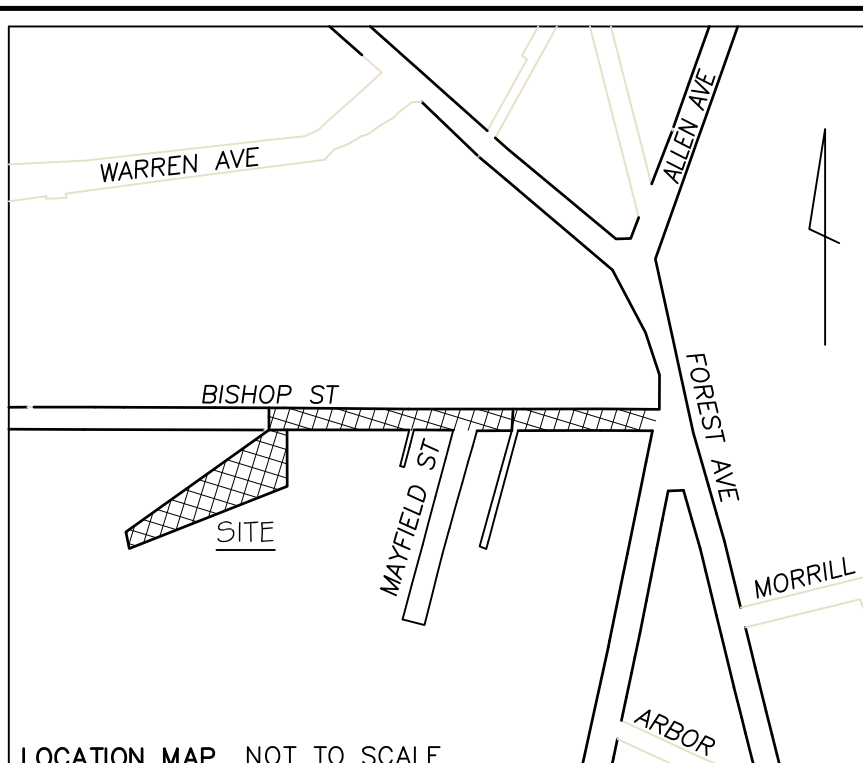 WARREN AVE
ALLEN AVE
BISHOP ST
FOREST AVE
MAYFIELD ST
SITE
MORRILL
ARBOR
LOCATION MAP NOT TO SCALE